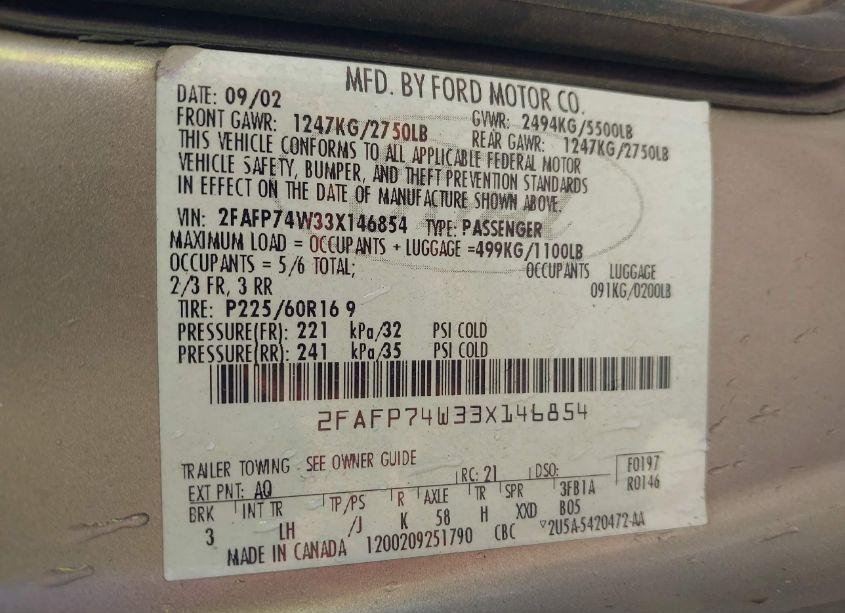 MFD. BY FORD MOTOR CO.
DATE: 09/02 GVWR: 2494KG/5500LB
FRONT GAWR: 1247KG/2750LB REAR GAWR: 1247KG/2750LB
THIS VEHICLE CONFORMS TO ALL APPLICABLE FEDERAL MOTOR
VEHICLE SAFETY, BUMPER, AND THEFT PREVENTION STANDARDS
IN EFFECT ON THE DATE OF MANUFACTURE SHOWN ABOVE.
VIN: 2FAFP74W33X146854 TYPE: PASSENGER
MAXIMUM LOAD = OCCUPANTS + LUGGAGE =499KG/1100LB
OCCUPANTS = 5/6 TOTAL; OCCUPANTS LUGGAGE
2/3 FR, 3 RR 091KG/0200LB
TIRE: P225/60R16 9
PRESSURE(FR): 221 kPa/32 PSI COLD
PRESSURE(RR): 241 kPa/35 PSI COLD
2FAFP74W33X146854
TRAILER TOWING - SEE OWNER GUIDE
EXT PNT: AQ RC: 21 DSO: F0197
BRK INT TR TP/PS R AXLE TR SPR 3FB1A R0146
3 LH /J K 58 H XXD B05
MADE IN CANADA 1200209251790 CBC ▽2U5A-5420472-AA